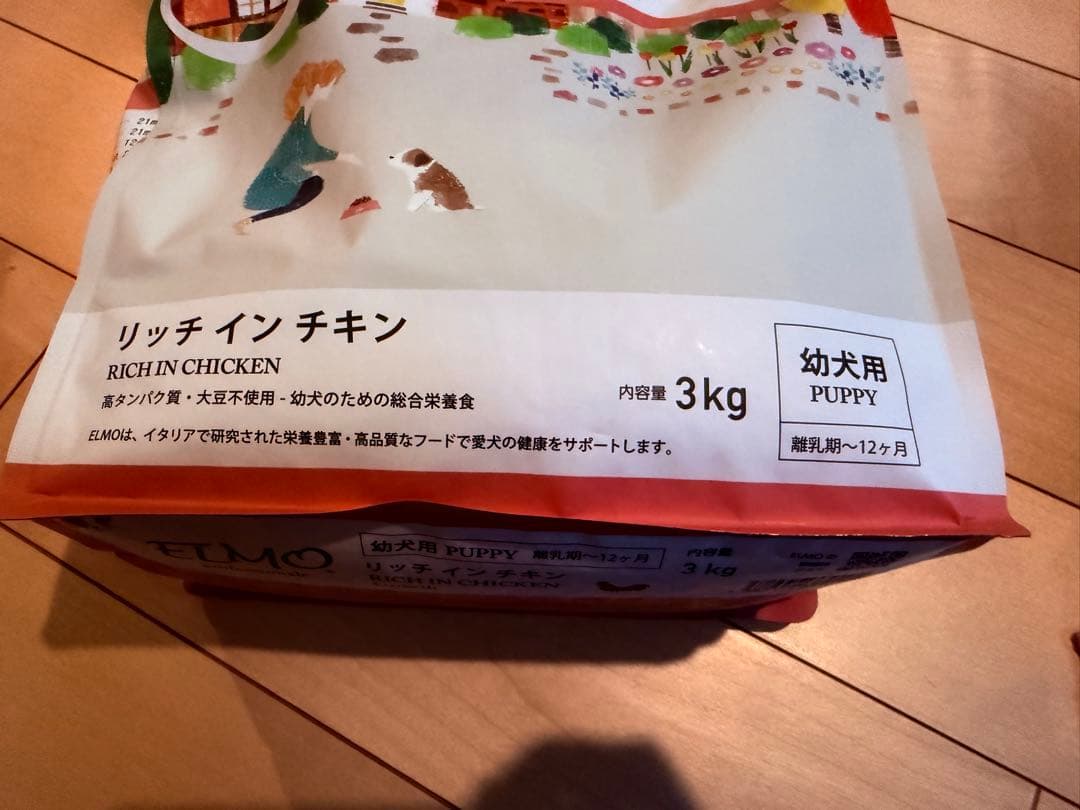 21m
21m
12
リッチ イン チキン
RICH IN CHICKEN
高タンパク質・大豆不使用 - 幼犬のための総合栄養食
ELMOは、イタリアで研究された栄養豊富・高品質なフードで愛犬の健康をサポートします。
内容量 3kg
幼犬用
PUPPY
離乳期〜12ヶ月
ELMO
幼犬用 PUPPY 離乳期〜12ヶ月
リッチ イン チキン
RICH IN CHICKEN
内容量
3 kg
ELMO